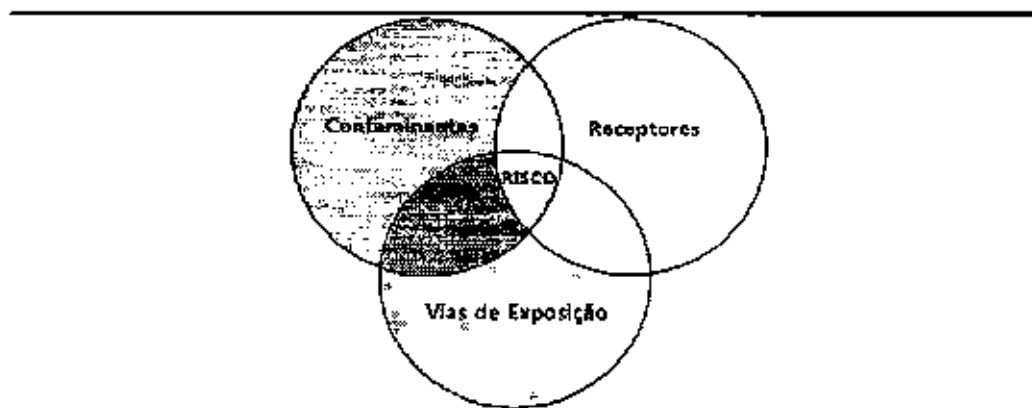 Contaminantes
Receptores
RISCO
Vias de Exposição